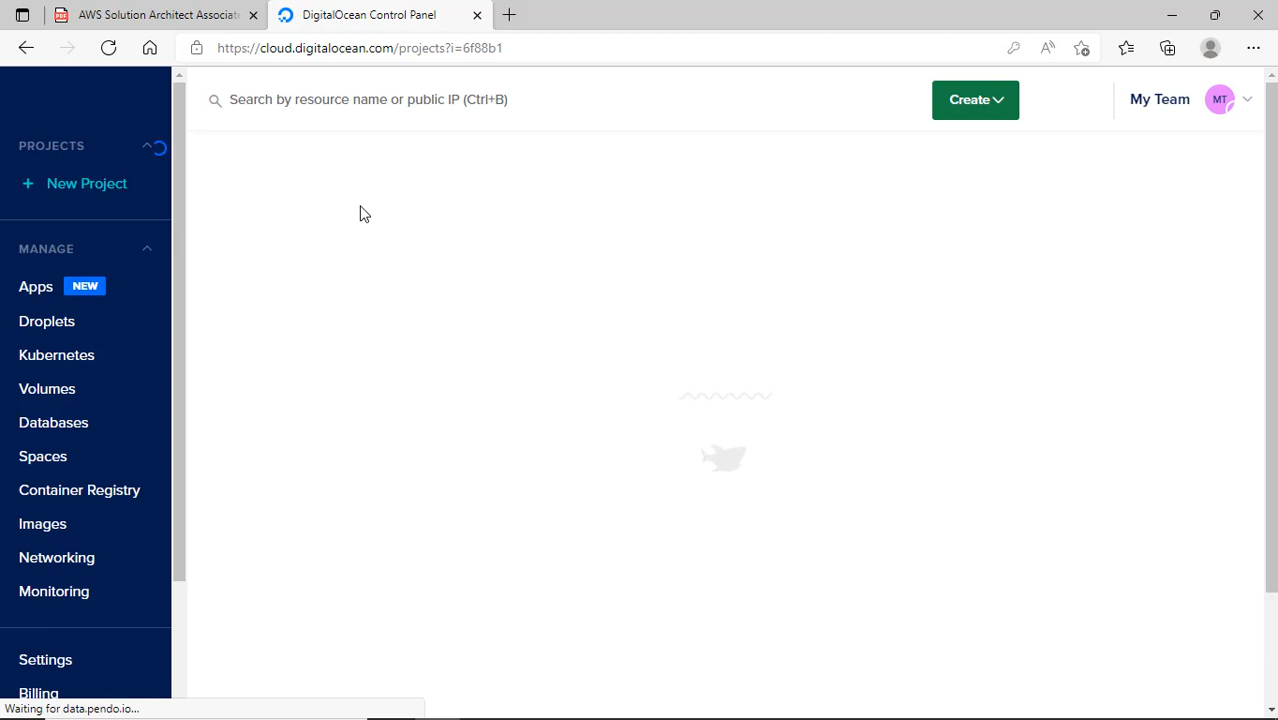 AWS Solution Architect Associate
DigitalOcean Control Panel
https://cloud.digitalocean.com/projects?i=6f88b1
Search by resource name or public IP (Ctrl+B)
Create
My Team
MT
PROJECTS
+ New Project
MANAGE
Apps NEW
Droplets
Kubernetes
Volumes
Databases
Spaces
Container Registry
Images
Networking
Monitoring
Settings
Billing
Waiting for data.pendo.io...